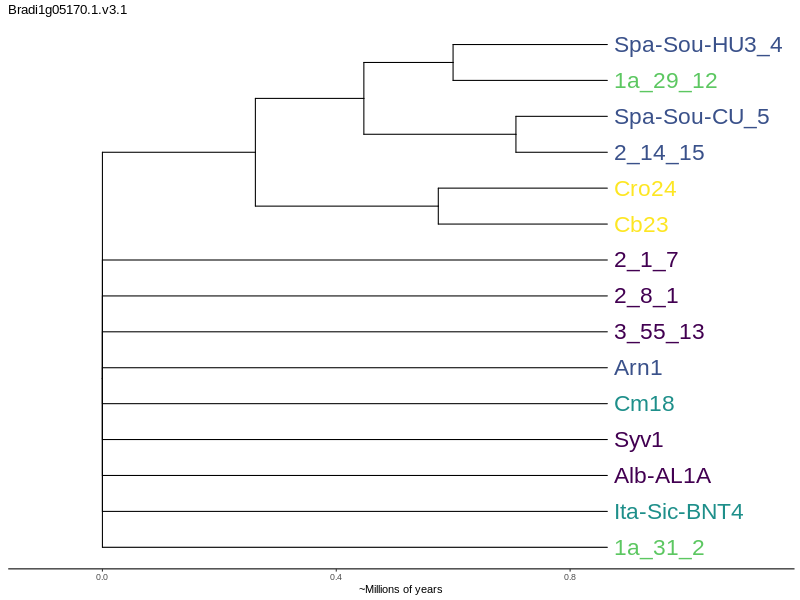 Bradi1g05170.1.v3.1
Spa-Sou-HU3_4
1a_29_12
Spa-Sou-CU_5
2_14_15
Cro24
Cb23
2_1_7
2_8_1
3_55_13
Arn1
Cm18
Syv1
Alb-AL1A
Ita-Sic-BNT4
1a_31_2
0.0 0.4 0.8
~Millions of years